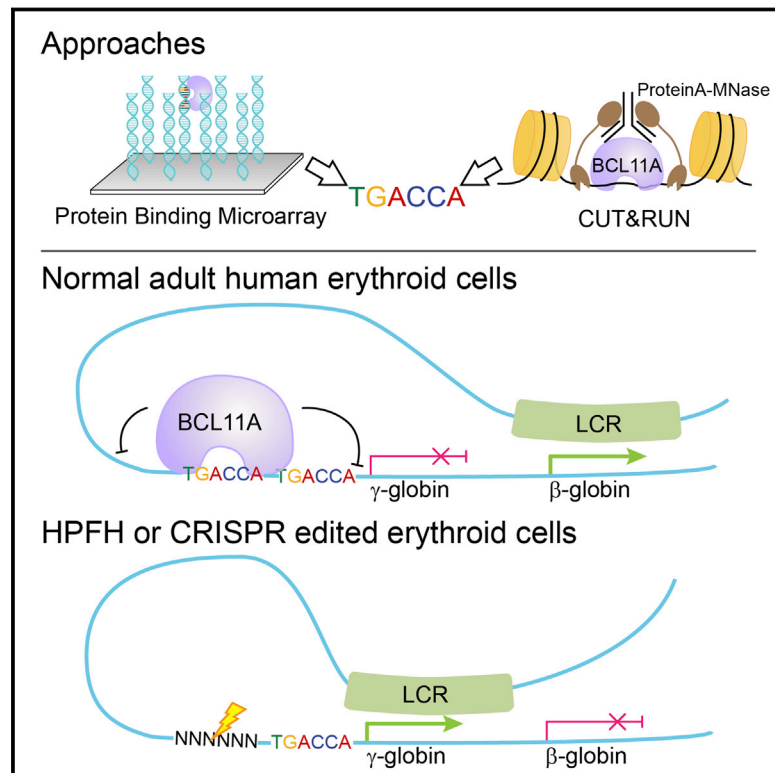 Approaches
ProteinA-MNase
BCL11A
TGACCA
Protein Binding Microarray
CUT&RUN
Normal adult human erythroid cells
BCL11A
LCR
TGACCA TGACCA
γ-globin
β-globin
HPFH or CRISPR edited erythroid cells
LCR
NNNNNN TGACCA
γ-globin
β-globin